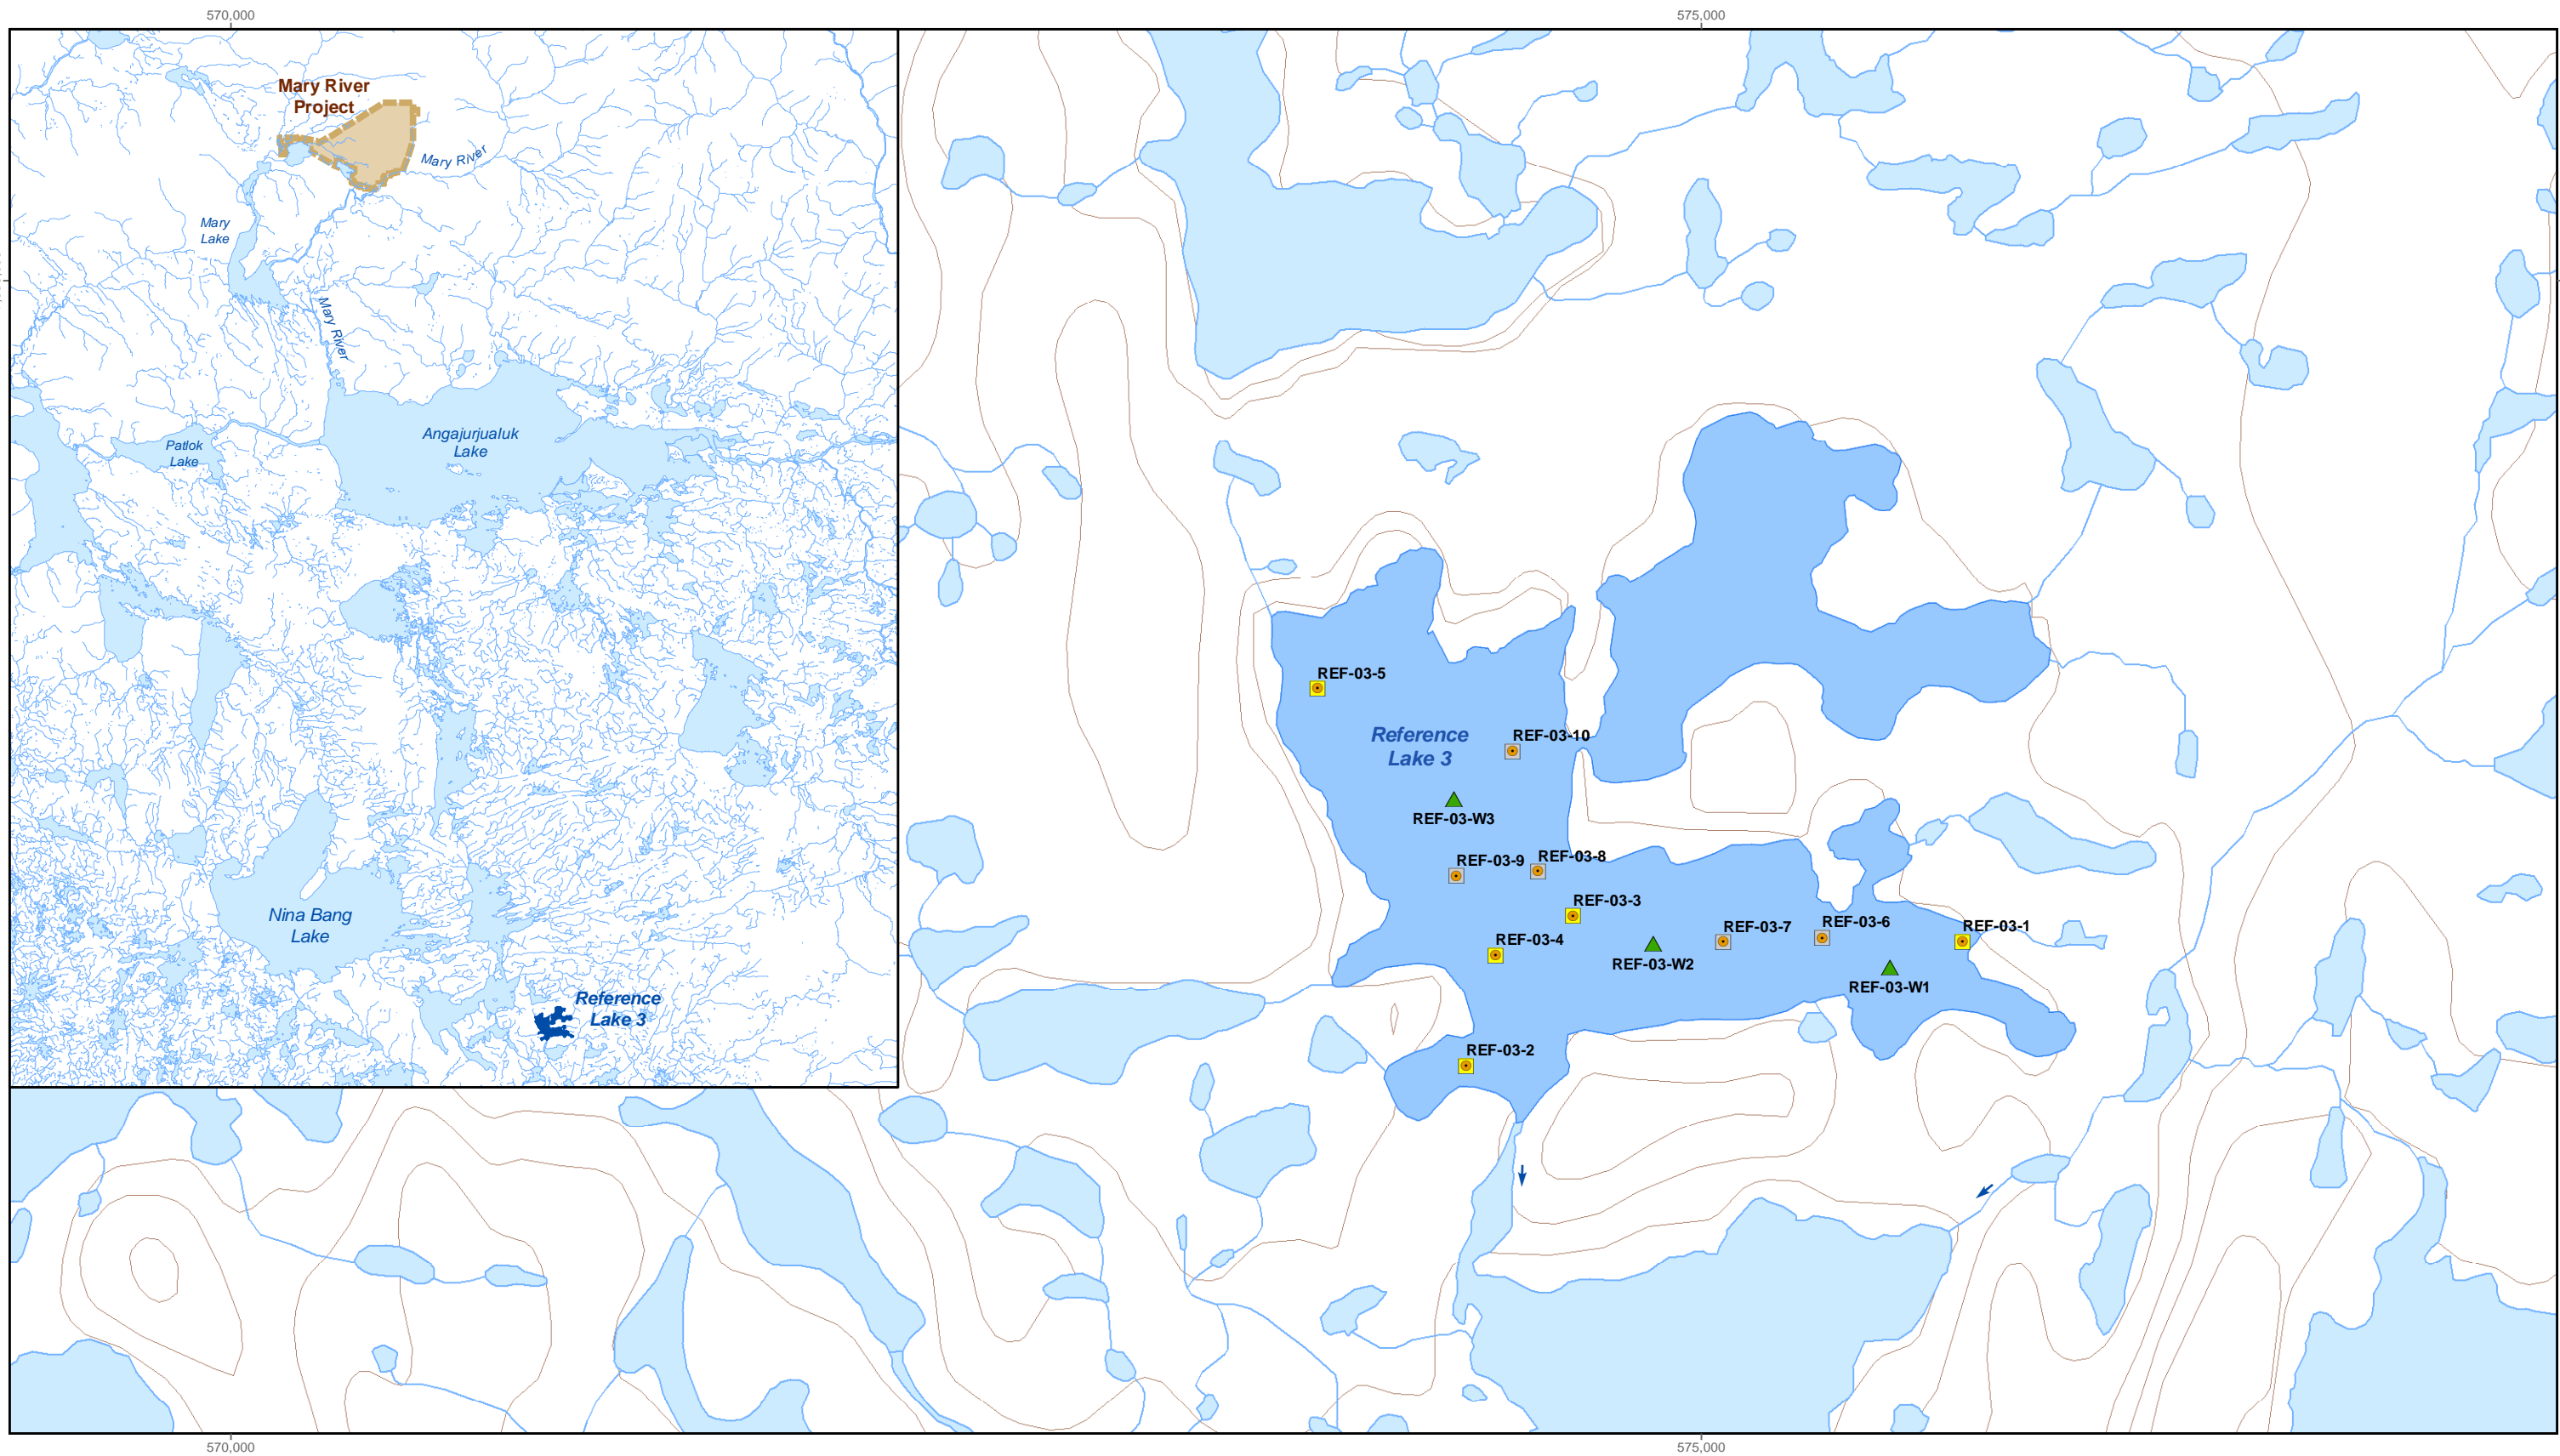 570,000
575,000
Mary River
Project
Mary River
Mary
Lake
Mary River
Angajurjualuk
Lake
Patlok
Lake
Nina Bang
Lake
Reference
Lake 3
REF-03-5
Reference
Lake 3
REF-03-10
REF-03-W3
REF-03-9
REF-03-8
REF-03-3
REF-03-4
REF-03-W2
REF-03-7
REF-03-6
REF-03-1
REF-03-W1
REF-03-2
570,000
575,000